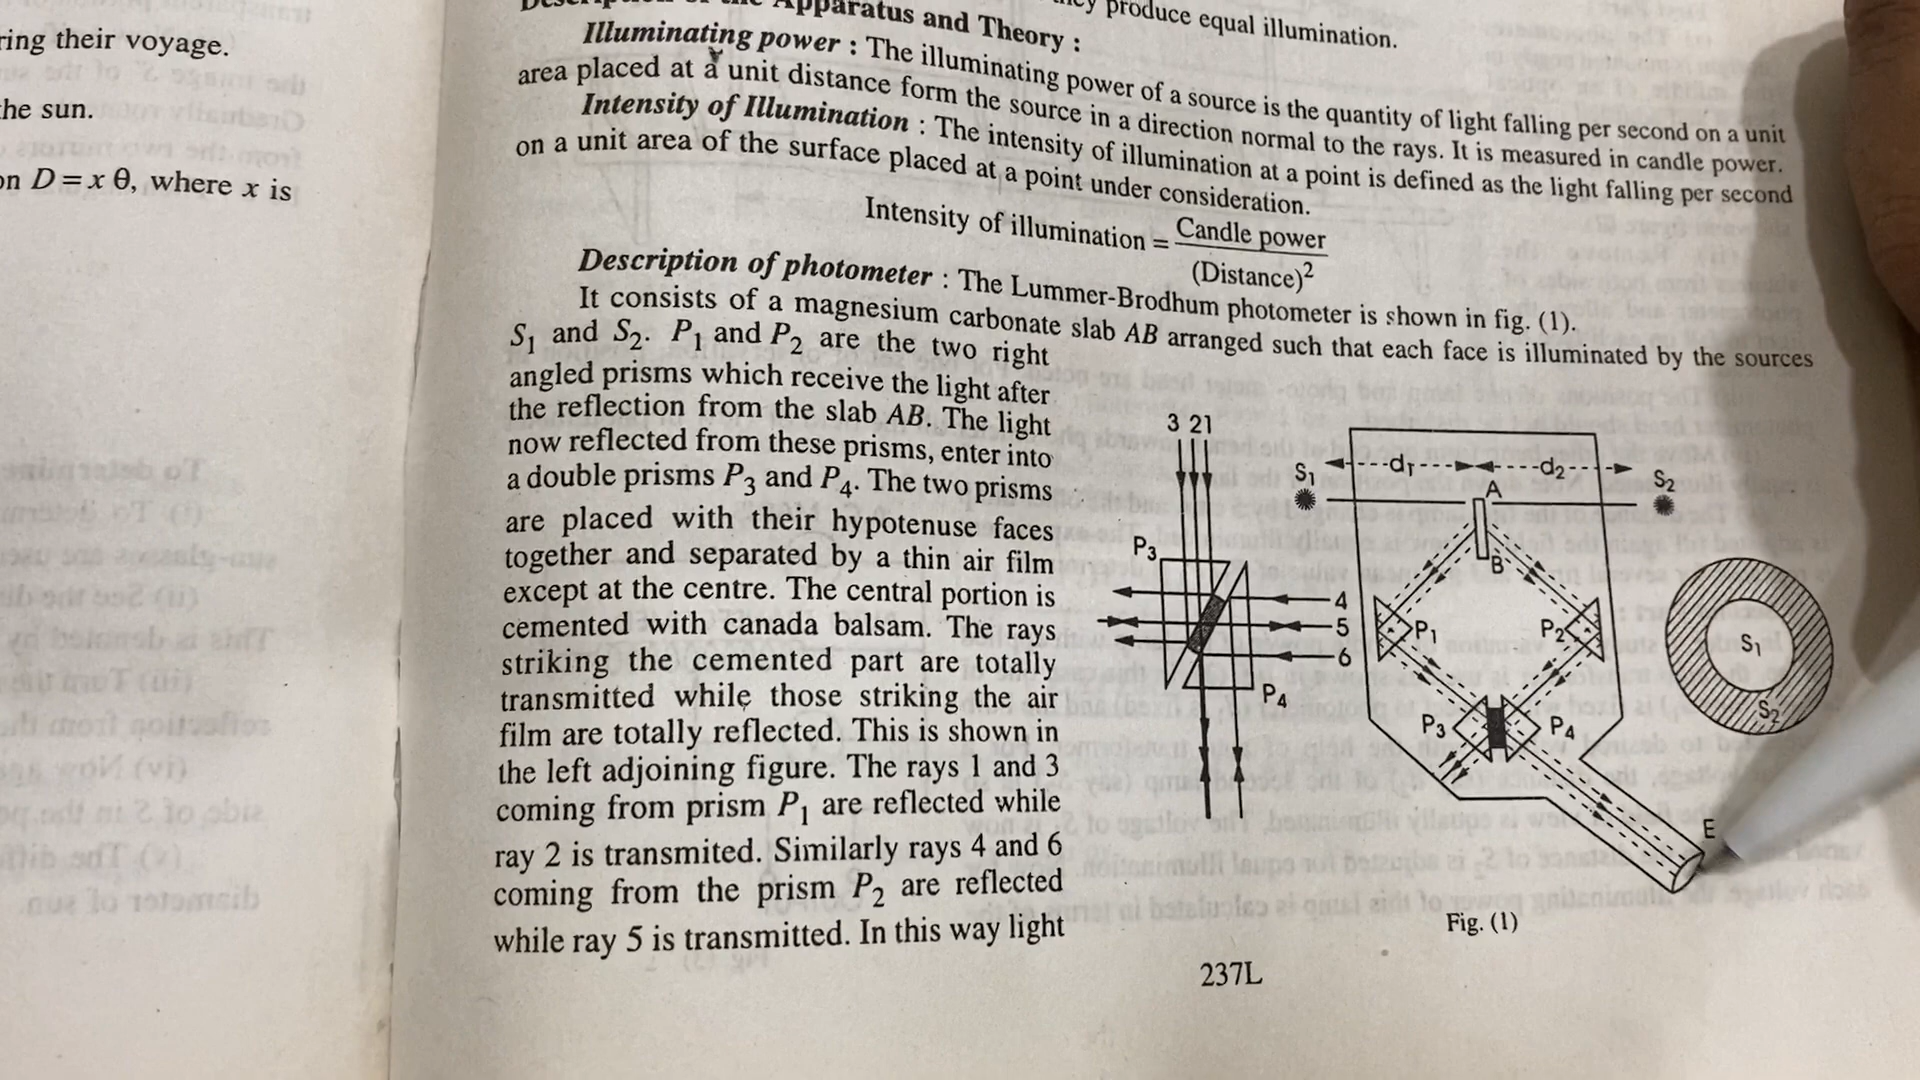 ring their voyage.
he sun.
on D = x θ, where x is
they produce equal illumination.
Description of the Apparatus and Theory :
Illuminating power : The illuminating power of a source is the quantity of light falling per second on a unit
area placed at a unit distance form the source in a direction normal to the rays. It is measured in candle power.
Intensity of Illumination : The intensity of illumination at a point is defined as the light falling per second
on a unit area of the surface placed at a point under consideration.
Intensity of illumination = Candle power
(Distance)²
Description of photometer : The Lummer-Brodhum photometer is shown in fig. (1).
It consists of a magnesium carbonate slab AB arranged such that each face is illuminated by the sources
S₁ and S₂. P₁ and P₂ are the two right
angled prisms which receive the light after
the reflection from the slab AB. The light
now reflected from these prisms, enter into
a double prisms P₃ and P₄. The two prisms
are placed with their hypotenuse faces
together and separated by a thin air film
except at the centre. The central portion is
cemented with canada balsam. The rays
striking the cemented part are totally
transmitted while those striking the air
film are totally reflected. This is shown in
the left adjoining figure. The rays 1 and 3
coming from prism P₁ are reflected while
ray 2 is transmited. Similarly rays 4 and 6
coming from the prism P₂ are reflected
while ray 5 is transmitted. In this way light
3 2 1
P₃
4
5
6
P₄
S₁
d₁
d₂
S₂
A
B
P₁
P₂
P₃
P₄
E
S₁
S₂
Fig. (1)
237L